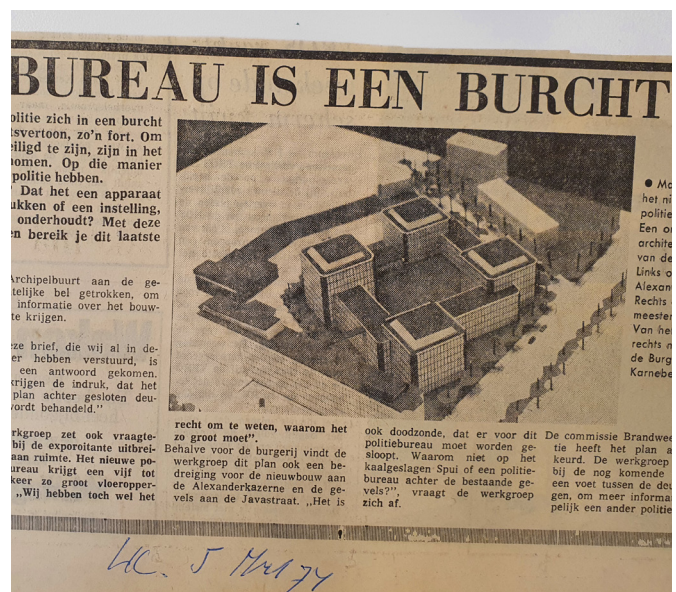 BUREAU IS EEN BURCHT
olitie zich in een burcht
tsvertoon, zo'n fort. Om
eiligd te zijn, zijn in het
nomen. Op die manier
politie hebben.
? Dat het een apparaat
ukken of een instelling,
onderhoudt? Met deze
en bereik je dit laatste
Archipelbuurt aan de ge-
telijke bel getrokken, om
informatie over het bouw-
te krijgen.
eze brief, die wij al in de-
er hebben verstuurd, is
een antwoord gekomen.
krijgen de indruk, dat het
plan achter gesloten deu-
wordt behandeld."
rkgroep zet ook vraagte-
bij de exporoitante uitbrei-
aan ruimte. Het nieuwe po-
ureau krijgt een vijf tot
keer zo groot vloeropper-
„Wij hebben toch wel het
recht om te weten, waarom het
zo groot moet".
Behalve voor de burgerij vindt de
werkgroep dit plan ook een be-
dreiging voor de nieuwbouw aan
de Alexanderkazerne en de ge-
vels aan de Javastraat. „Het is
ook doodzonde, dat er voor dit
politiebureau moet worden ge-
sloopt. Waarom niet op het
kaalgeslagen Spui of een politie-
bureau achter de bestaande ge-
vels?", vraagt de werkgroep
zich af.
De commissie Brandwee
tie heeft het plan a
keurd. De werkgroep
bij de nog komende
een voet tussen de deu
gen, om meer informa
pelijk een ander politie
● Ma
het ni
politie
Een on
archite
van de
Links o
Alexan
Rechts
meester
Van he
rechts n
de Burg
Karnebe
5 Mrt 74